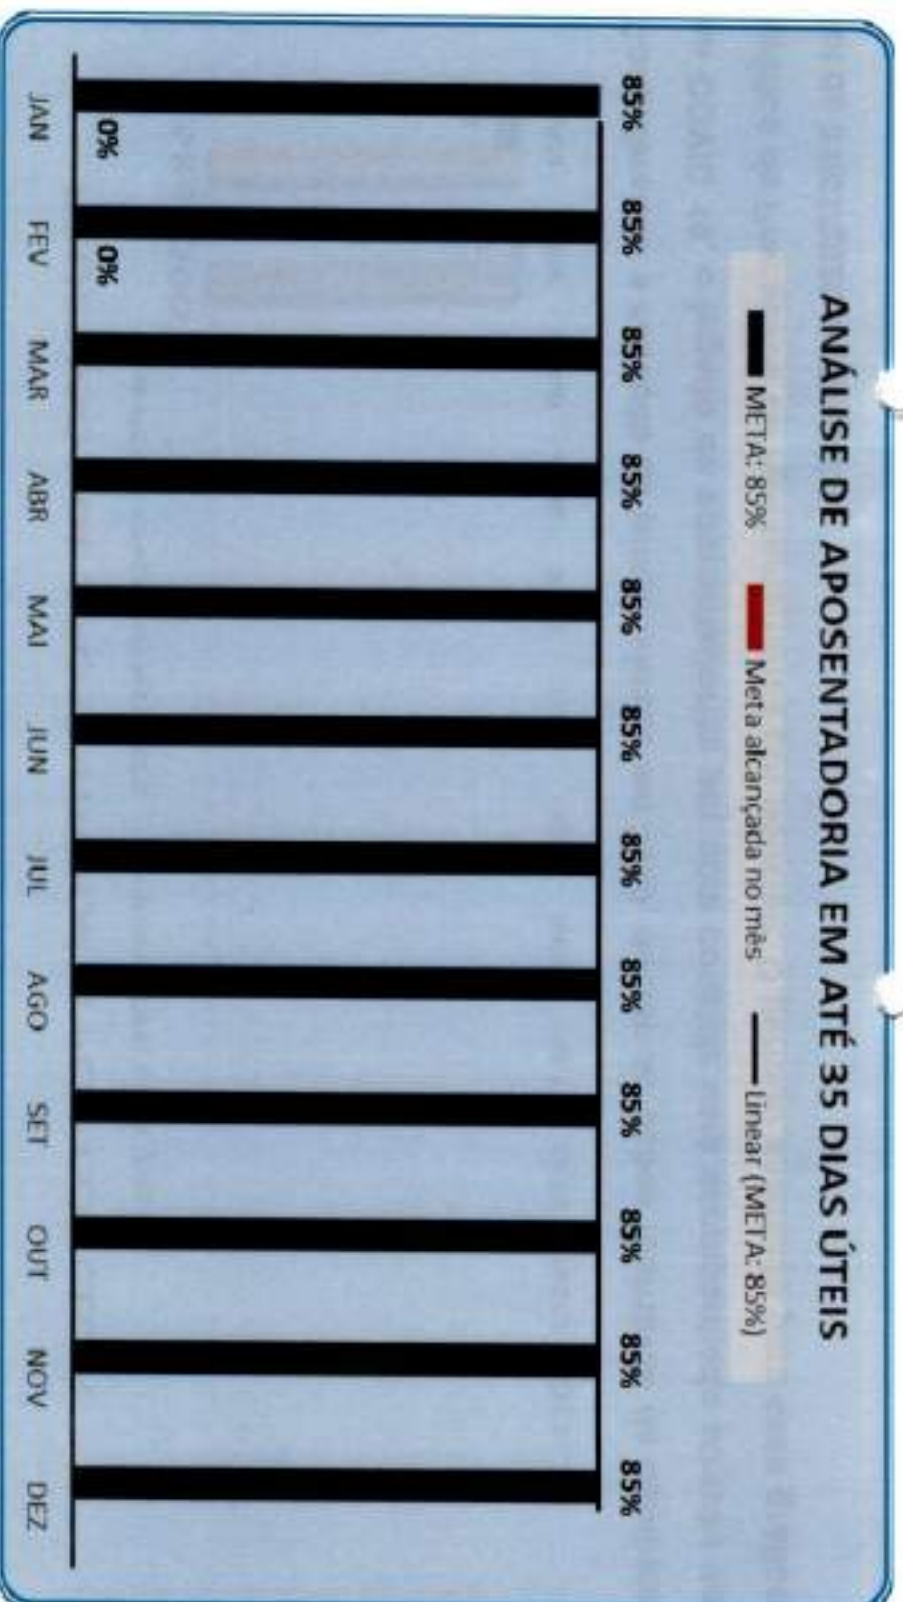 ANÁLISE DE APOSENTADORIA EM ATÉ 35 DIAS ÚTEIS
META: 85% Meta alcançada no mês Linear (META: 85%)
85% 85% 85% 85% 85% 85% 85% 85% 85% 85% 85% 85%
0% 0%
JAN FEV MAR ABR MAI JUN JUL AGO SET OUT NOV DEZ